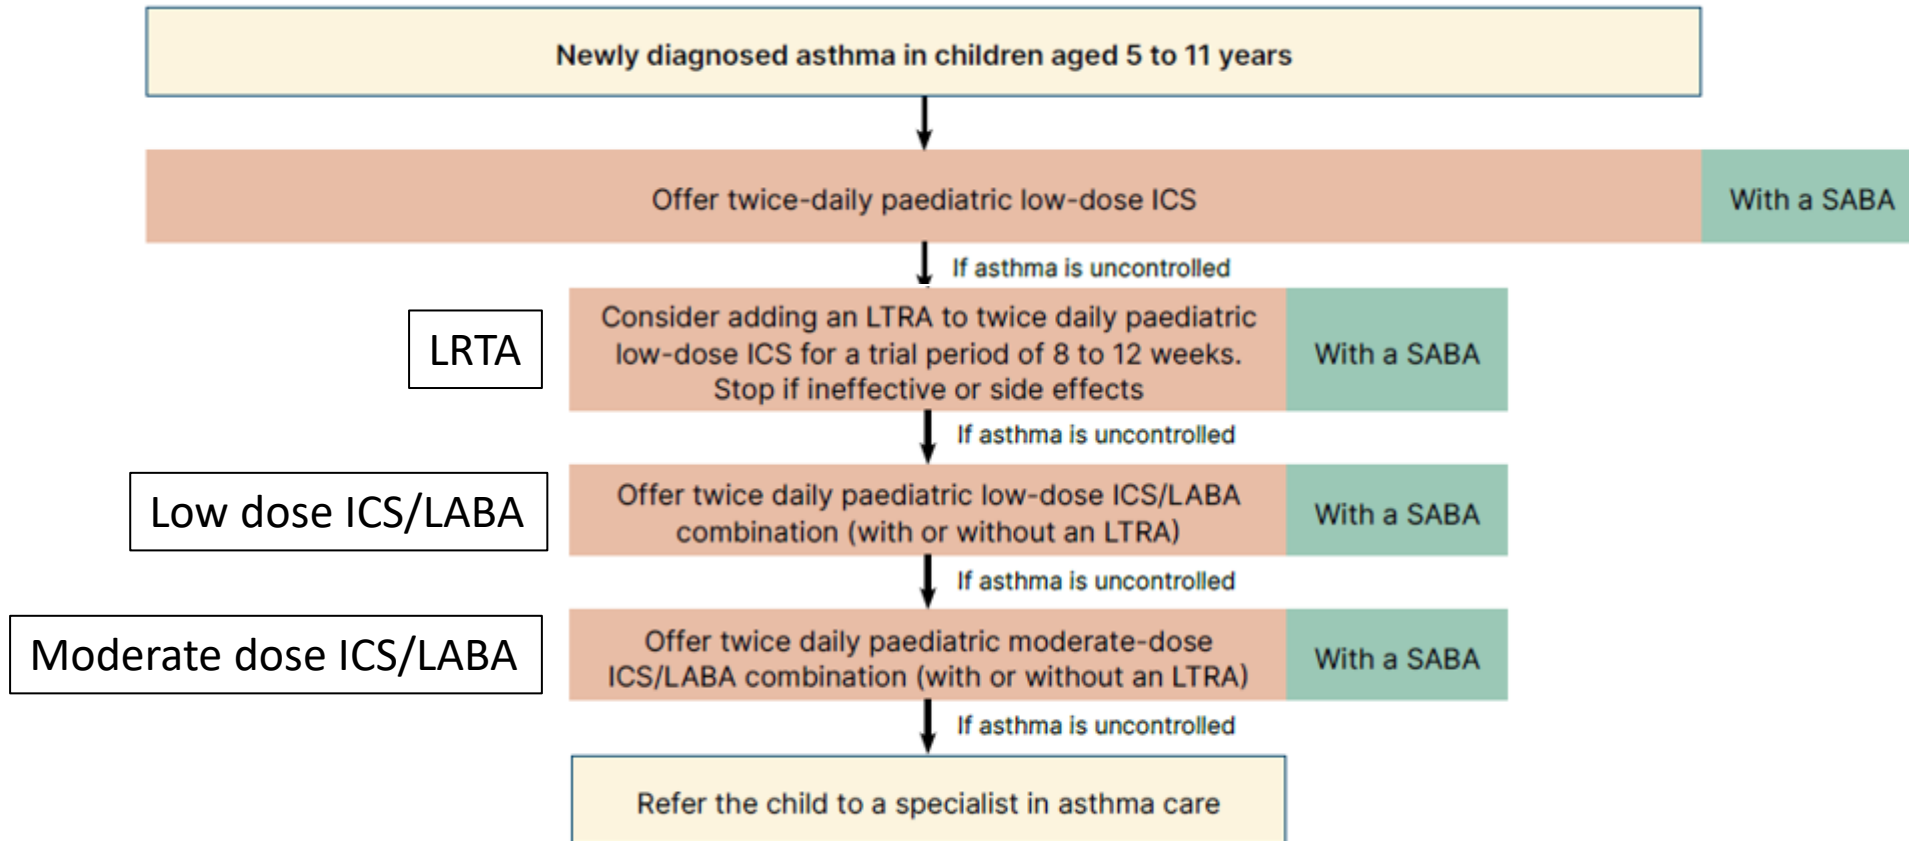 Newly diagnosed asthma in children aged 5 to 11 years
Offer twice-daily paediatric low-dose ICS
With a SABA
If asthma is uncontrolled
LRTA
Consider adding an LTRA to twice daily paediatric
low-dose ICS for a trial period of 8 to 12 weeks.
Stop if ineffective or side effects
With a SABA
If asthma is uncontrolled
Low dose ICS/LABA
Offer twice daily paediatric low-dose ICS/LABA
combination (with or without an LTRA)
With a SABA
If asthma is uncontrolled
Moderate dose ICS/LABA
Offer twice daily paediatric moderate-dose
ICS/LABA combination (with or without an LTRA)
With a SABA
If asthma is uncontrolled
Refer the child to a specialist in asthma care